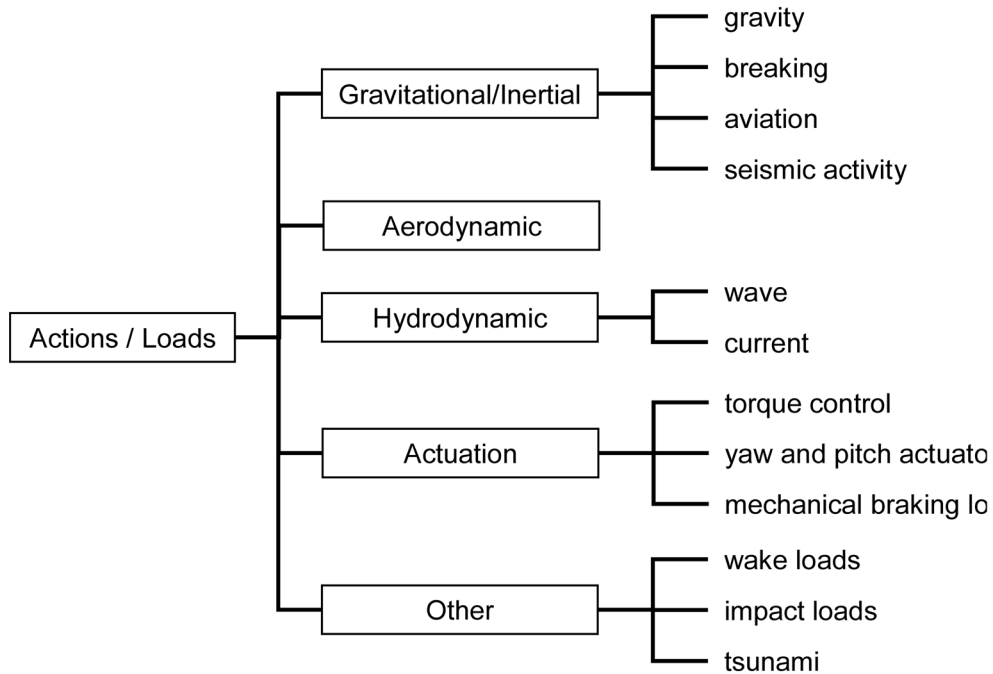 Actions / Loads
Gravitational/Inertial
gravity
breaking
aviation
seismic activity
Aerodynamic
Hydrodynamic
wave
current
Actuation
torque control
yaw and pitch actuato
mechanical braking lo
Other
wake loads
impact loads
tsunami